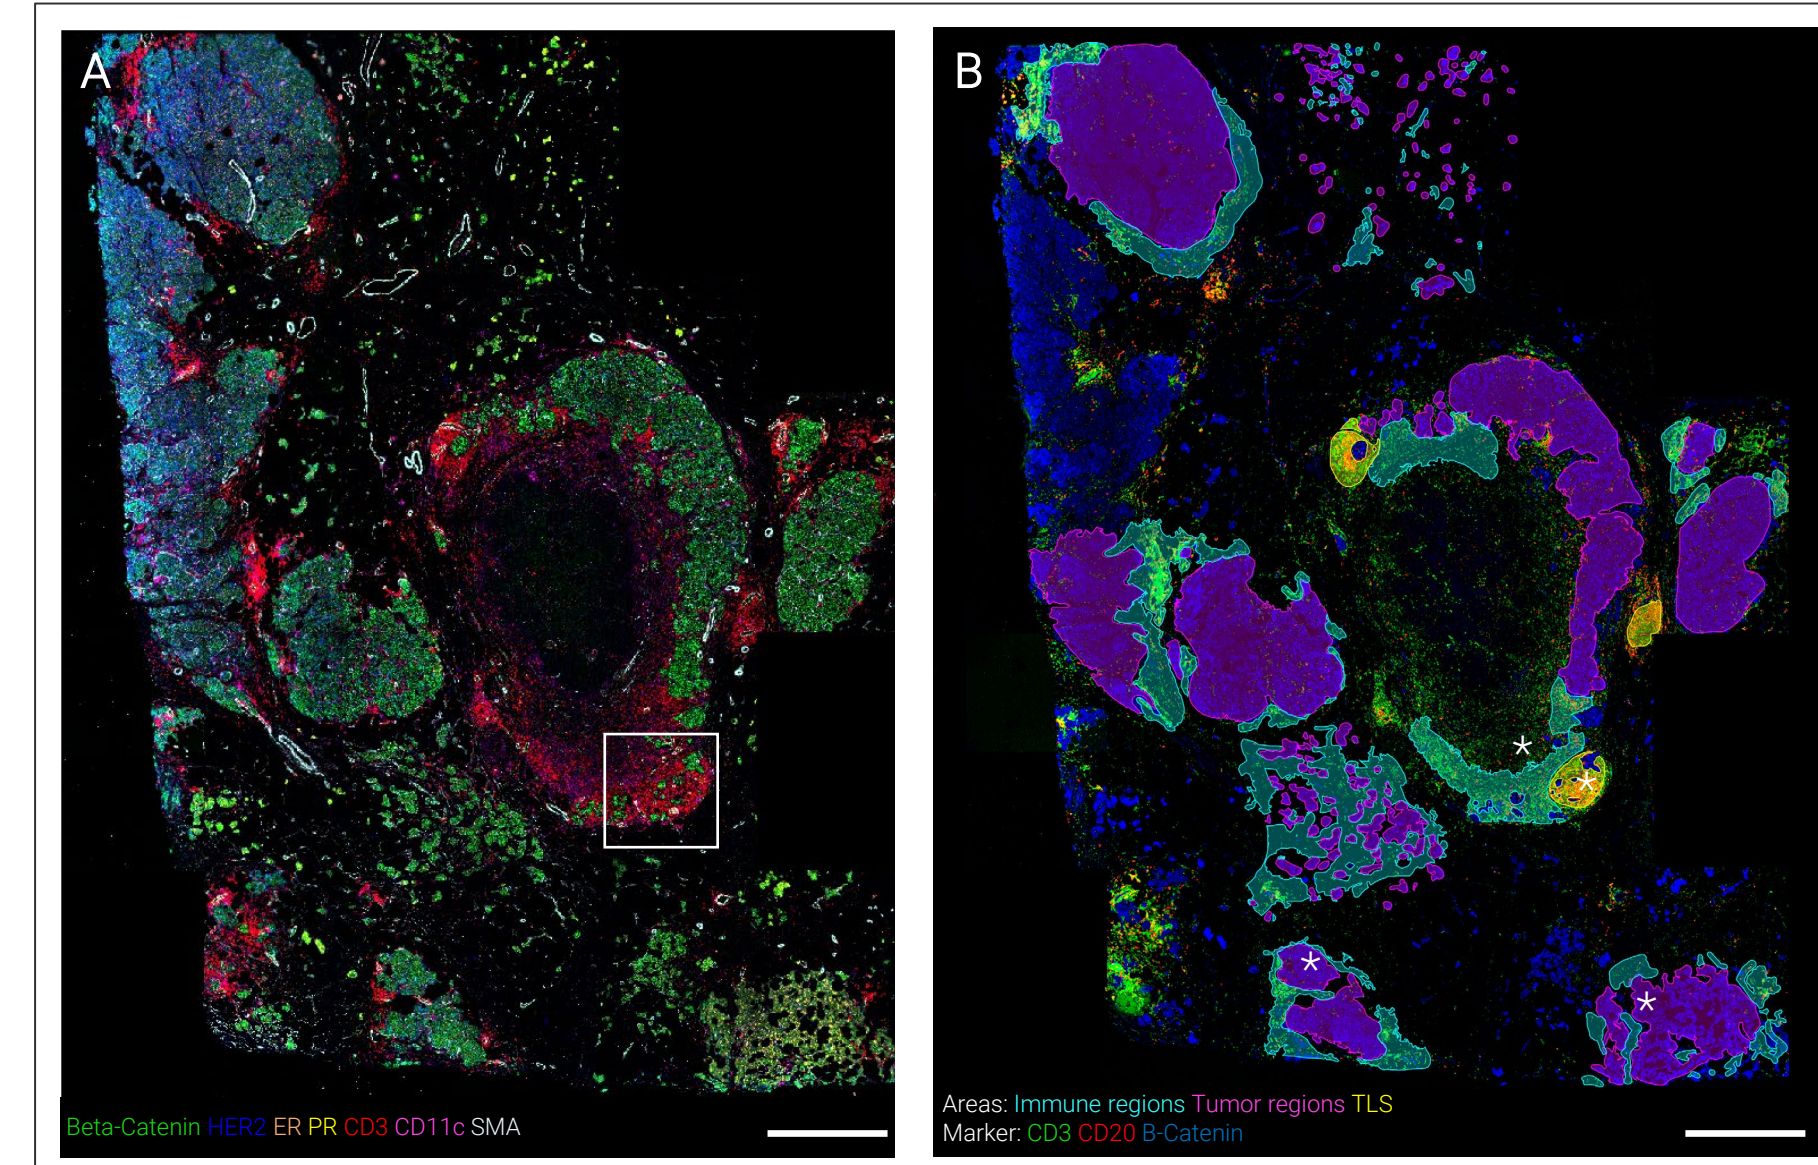 A
B
Beta-Catenin HER2 ER PR CD3 CD11c SMA
Areas: Immune regions Tumor regions TLS
Marker: CD3 CD20 B-Catenin